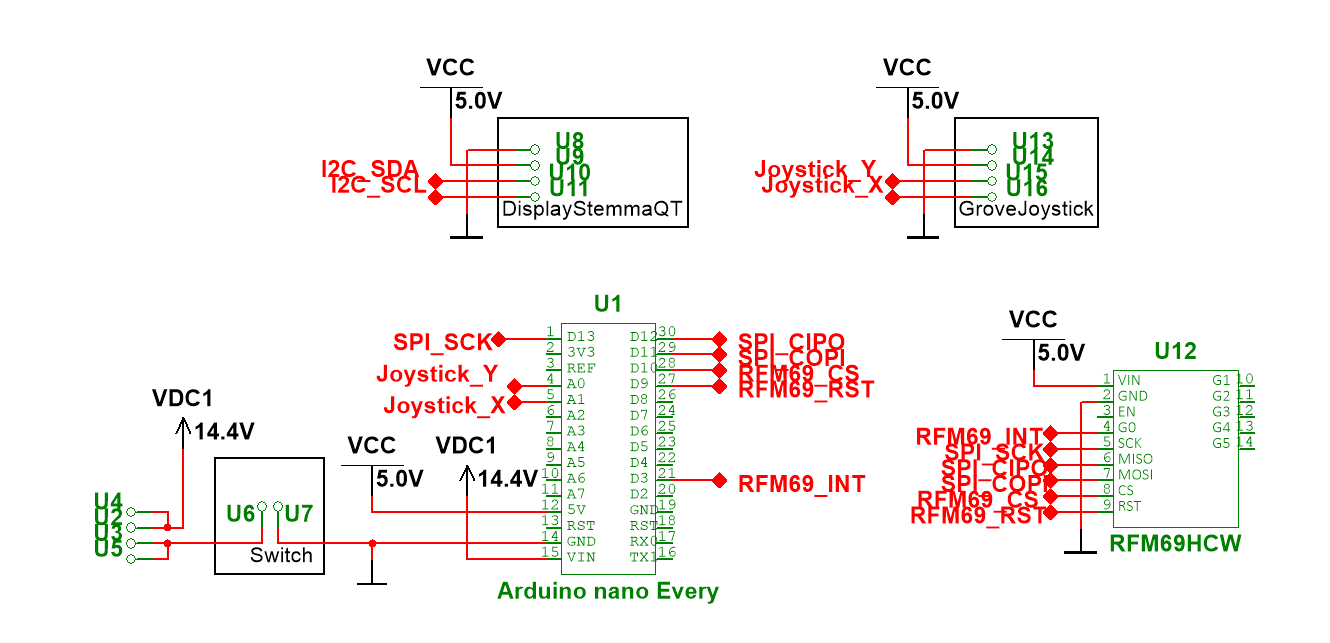 VCC
5.0V
U8
U9
U10
U11
I2C_SDA
I2C_SCL
DisplayStemmaQT
VCC
5.0V
U13
U14
U15
U16
Joystick_Y
Joystick_X
GroveJoystick
U1
SPI_SCK
Joystick_Y
Joystick_X
1 D13
2 3V3
3 REF
4 A0
5 A1
6 A2
7 A3
8 A4
9 A5
10 A6
11 A7
12 5V
13 RST
14 GND
15 VIN
D12 30
D11 29
D10 28
D9 27
D8 26
D7 25
D6 24
D5 23
D4 22
D3 21
D2 20
GND 19
RST 18
RX0 17
TX1 16
SPI_CIPO
SPI_COPI
RFM69_CS
RFM69_RST
RFM69_INT
Arduino nano Every
VDC1
14.4V
VCC
5.0V
VDC1
14.4V
U4
U2
U3
U5
U6
U7
Switch
VCC
5.0V
U12
1 VIN
2 GND
3 EN
4 G0
5 SCK
6 MISO
7 MOSI
8 CS
9 RST
G1 10
G2 11
G3 12
G4 13
G5 14
RFM69_INT
SPI_SCK
SPI_CIPO
SPI_COPI
RFM69_CS
RFM69_RST
RFM69HCW